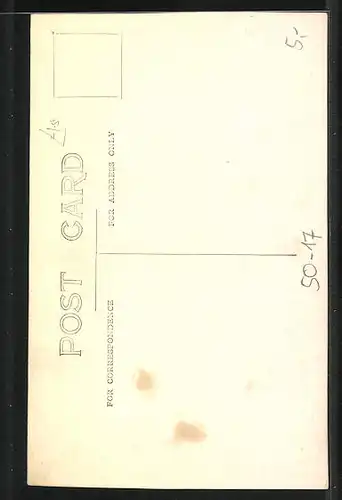 POST CARD
FOR CORRESPONDENCE
FOR ADDRESS ONLY
5,-
50-17